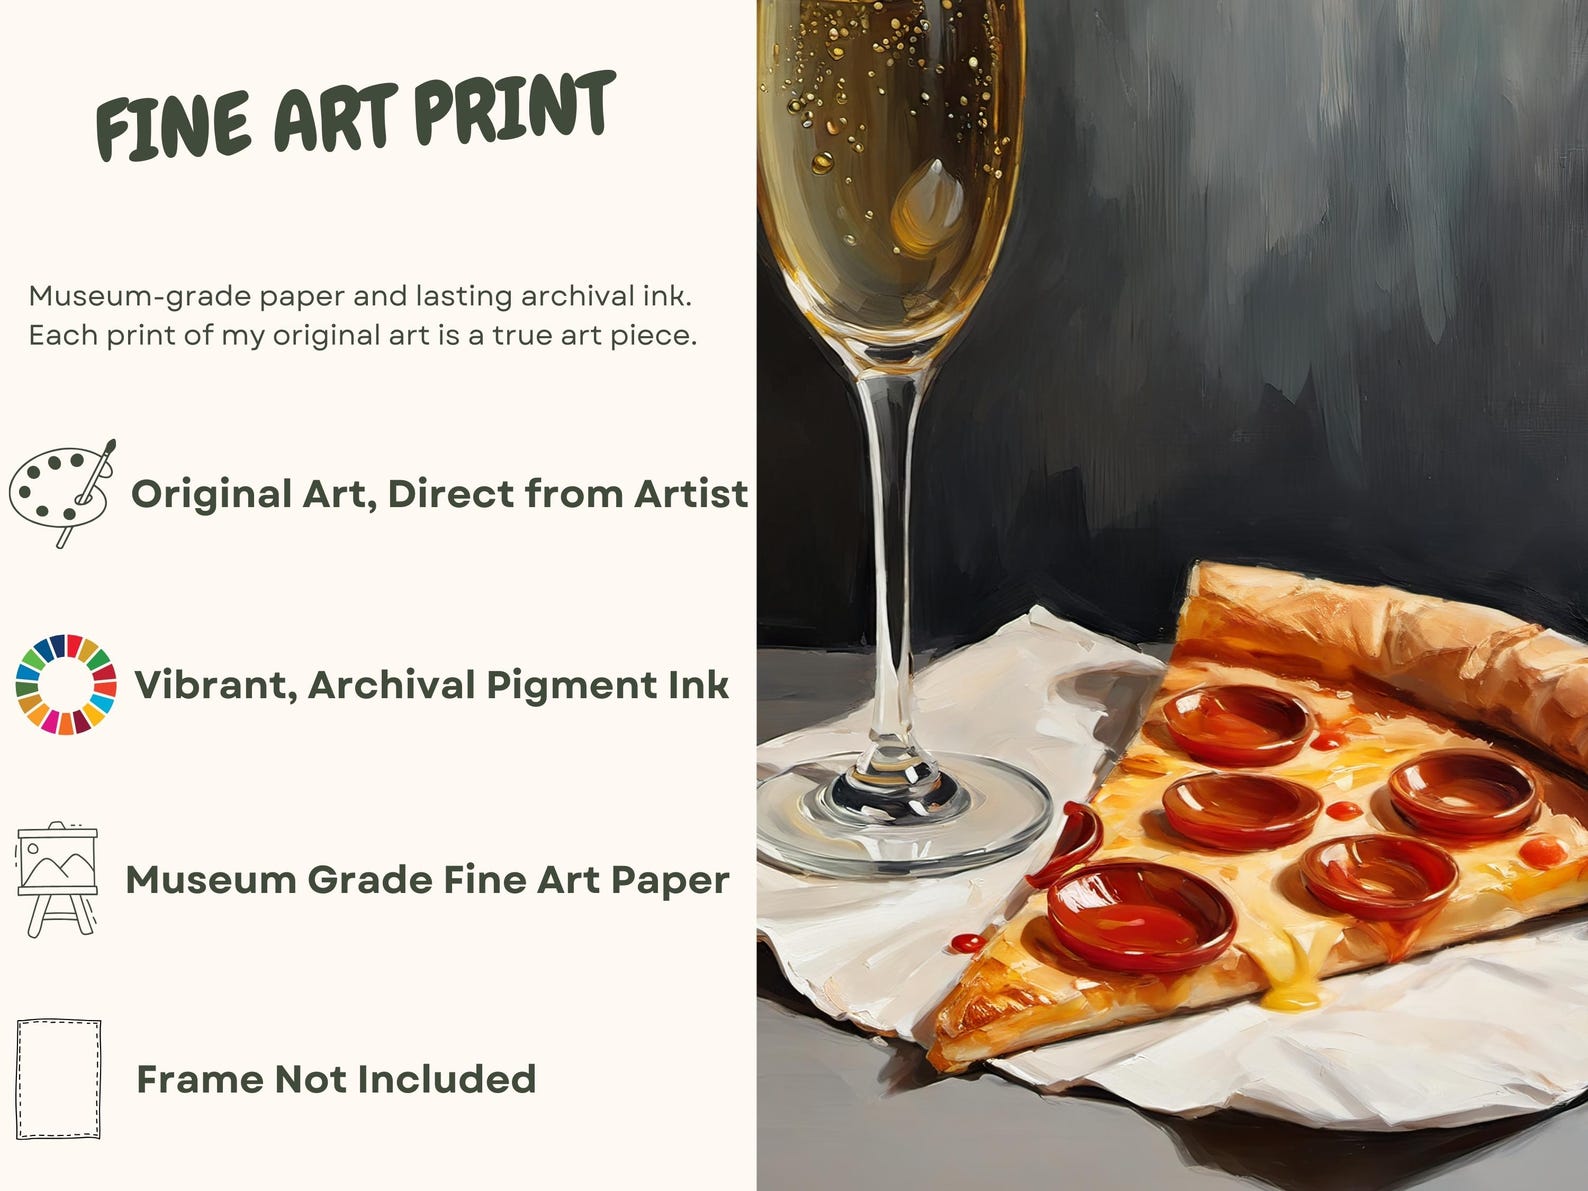 FINE ART PRINT
Museum-grade paper and lasting archival ink.
Each print of my original art is a true art piece.
Original Art, Direct from Artist
Vibrant, Archival Pigment Ink
Museum Grade Fine Art Paper
Frame Not Included